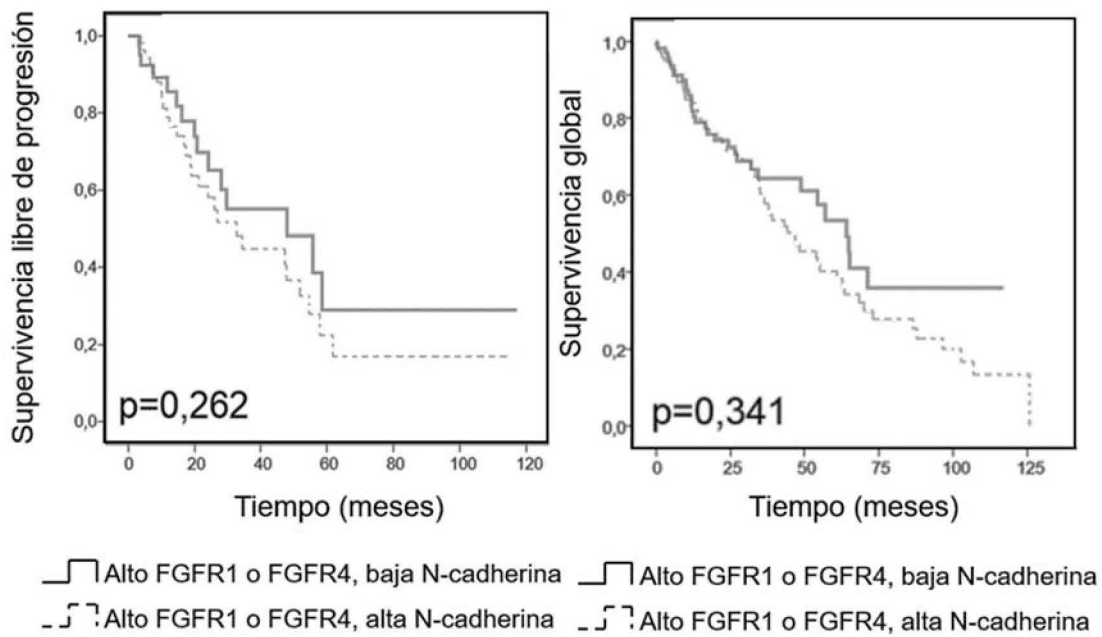 Supervivencia libre de progresión
1,0
0,8
0,6
0,4
0,2
0,0
p=0,262
0 20 40 60 80 100 120
Tiempo (meses)
Alto FGFR1 o FGFR4, baja N-cadherina
Alto FGFR1 o FGFR4, alta N-cadherina
Supervivencia global
1,0
0,8
0,6
0,4
0,2
0,0
p=0,341
0 25 50 75 100 125
Tiempo (meses)
Alto FGFR1 o FGFR4, baja N-cadherina
Alto FGFR1 o FGFR4, alta N-cadherina